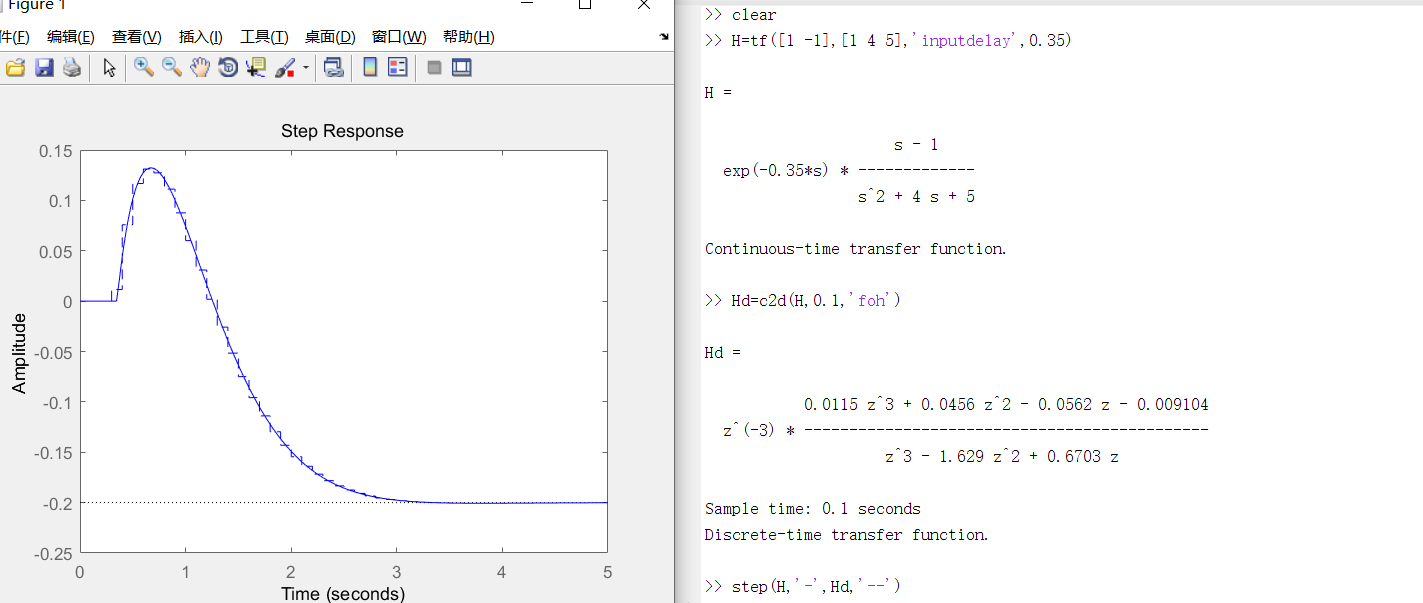 Figure 1
件(F) 编辑(E) 查看(V) 插入(I) 工具(T) 桌面(D) 窗口(W) 帮助(H)
Step Response
0.15
0.1
0.05
0
-0.05
-0.1
-0.15
-0.2
-0.25
Amplitude
0 1 2 3 4 5
Time (seconds)
>> clear
>> H=tf([1 -1],[1 4 5],'inputdelay',0.35)
H =
s - 1
exp(-0.35*s) * -------------
s^2 + 4 s + 5
Continuous-time transfer function.
>> Hd=c2d(H,0.1,'foh')
Hd =
0.0115 z^3 + 0.0456 z^2 - 0.0562 z - 0.009104
z^(-3) * ---------------------------------------------
z^3 - 1.629 z^2 + 0.6703 z
Sample time: 0.1 seconds
Discrete-time transfer function.
>> step(H,'-',Hd,'--')